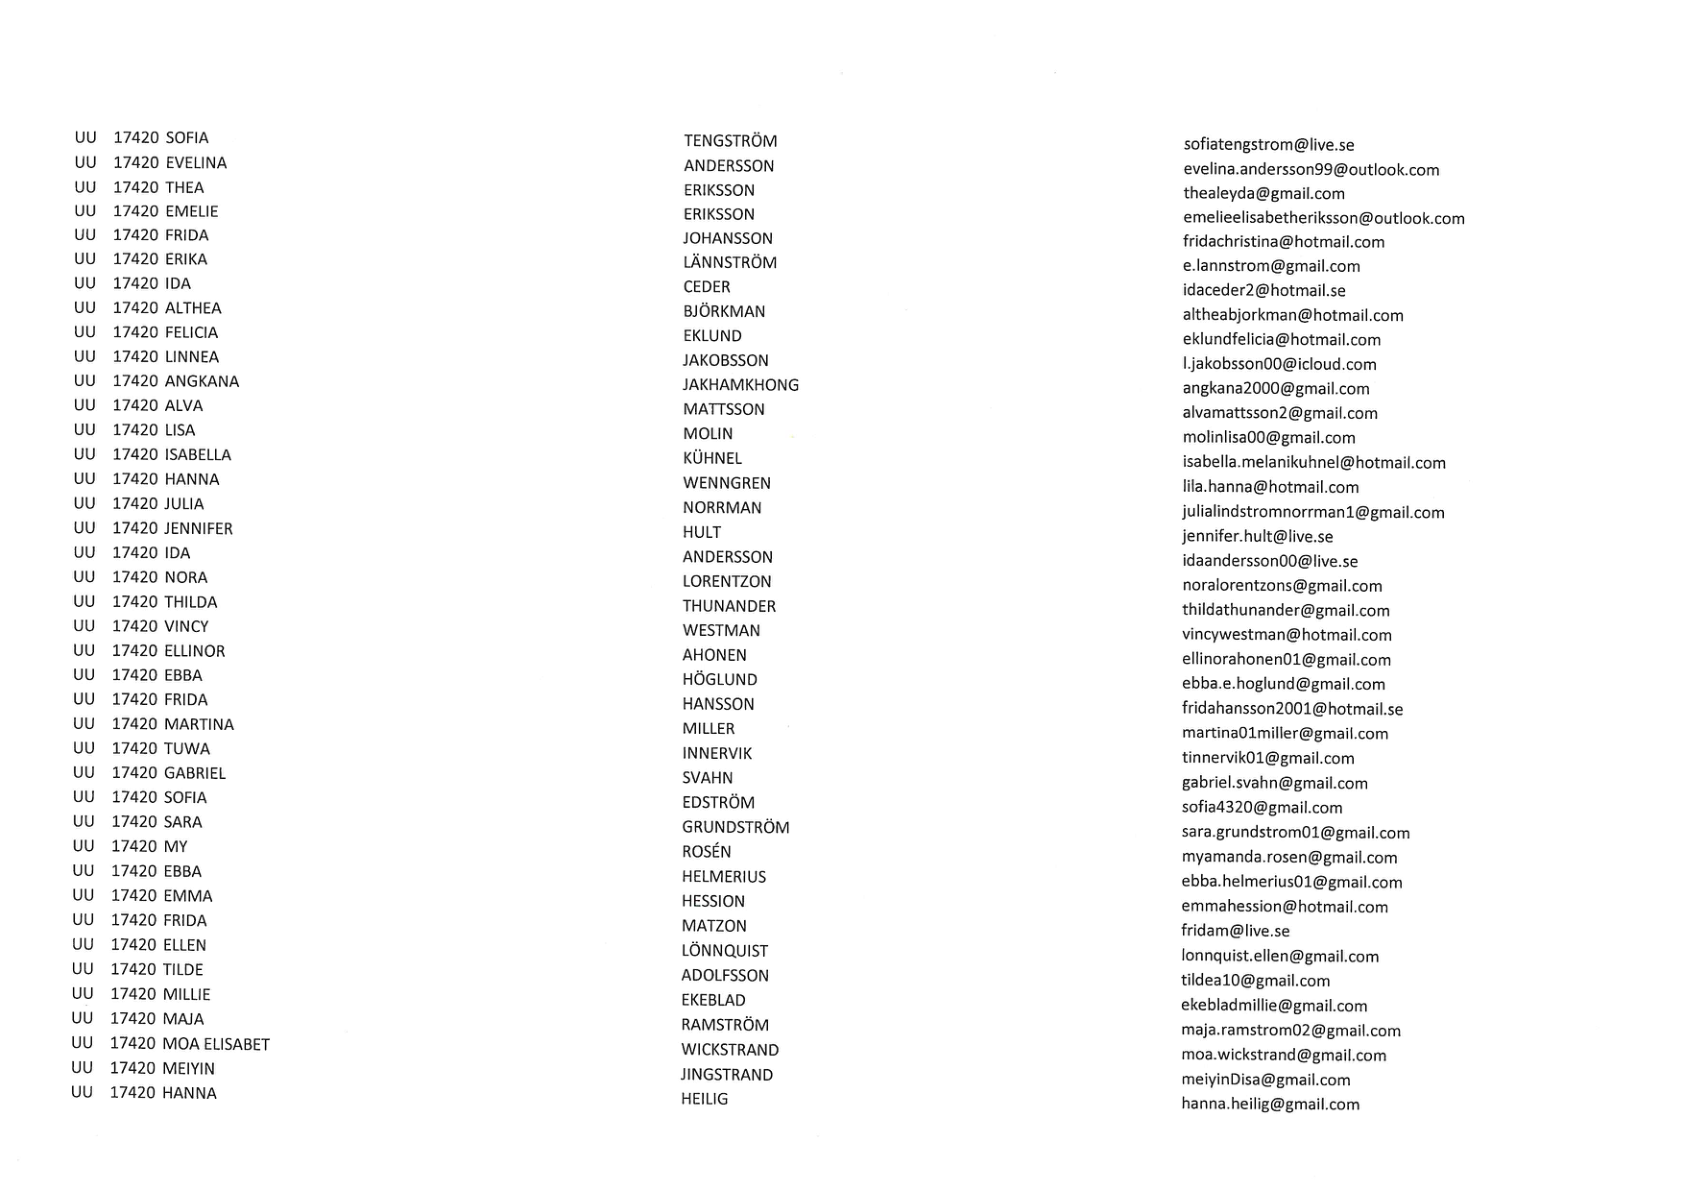 UU 17420 SOFIA TENGSTRÖM sofiatengstrom@live.se
UU 17420 EVELINA ANDERSSON evelina.andersson99@outlook.com
UU 17420 THEA ERIKSSON thealeyda@gmail.com
UU 17420 EMELIE ERIKSSON emelieelisabetheriksson@outlook.com
UU 17420 FRIDA JOHANSSON fridachristina@hotmail.com
UU 17420 ERIKA LÄNNSTRÖM e.lannstrom@gmail.com
UU 17420 IDA CEDER idaceder2@hotmail.se
UU 17420 ALTHEA BJÖRKMAN altheabjorkman@hotmail.com
UU 17420 FELICIA EKLUND eklundfelicia@hotmail.com
UU 17420 LINNEA JAKOBSSON l.jakobsson00@icloud.com
UU 17420 ANGKANA JAKHAMKHONG angkana2000@gmail.com
UU 17420 ALVA MATTSSON alvamattsson2@gmail.com
UU 17420 LISA MOLIN molinlisa00@gmail.com
UU 17420 ISABELLA KÜHNEL isabella.melanikuhnel@hotmail.com
UU 17420 HANNA WENNGREN lila.hanna@hotmail.com
UU 17420 JULIA NORRMAN julialindstromnorrman1@gmail.com
UU 17420 JENNIFER HULT jennifer.hult@live.se
UU 17420 IDA ANDERSSON idaandersson00@live.se
UU 17420 NORA LORENTZON noralorentzons@gmail.com
UU 17420 THILDA THUNANDER thildathunander@gmail.com
UU 17420 VINCY WESTMAN vincywestman@hotmail.com
UU 17420 ELLINOR AHONEN ellinorahonen01@gmail.com
UU 17420 EBBA HÖGLUND ebba.e.hoglund@gmail.com
UU 17420 FRIDA HANSSON fridahansson2001@hotmail.se
UU 17420 MARTINA MILLER martina01miller@gmail.com
UU 17420 TUWA INNERVIK tinnervik01@gmail.com
UU 17420 GABRIEL SVAHN gabriel.svahn@gmail.com
UU 17420 SOFIA EDSTRÖM sofia4320@gmail.com
UU 17420 SARA GRUNDSTRÖM sara.grundstrom01@gmail.com
UU 17420 MY ROSÉN myamanda.rosen@gmail.com
UU 17420 EBBA HELMERIUS ebba.helmerius01@gmail.com
UU 17420 EMMA HESSION emmahession@hotmail.com
UU 17420 FRIDA MATZON fridam@live.se
UU 17420 ELLEN LÖNNQUIST lonnquist.ellen@gmail.com
UU 17420 TILDE ADOLFSSON tildea10@gmail.com
UU 17420 MILLIE EKEBLAD ekebladmillie@gmail.com
UU 17420 MAJA RAMSTRÖM maja.ramstrom02@gmail.com
UU 17420 MOA ELISABET WICKSTRAND moa.wickstrand@gmail.com
UU 17420 MEIYIN JINGSTRAND meiyinDisa@gmail.com
UU 17420 HANNA HEILIG hanna.heilig@gmail.com